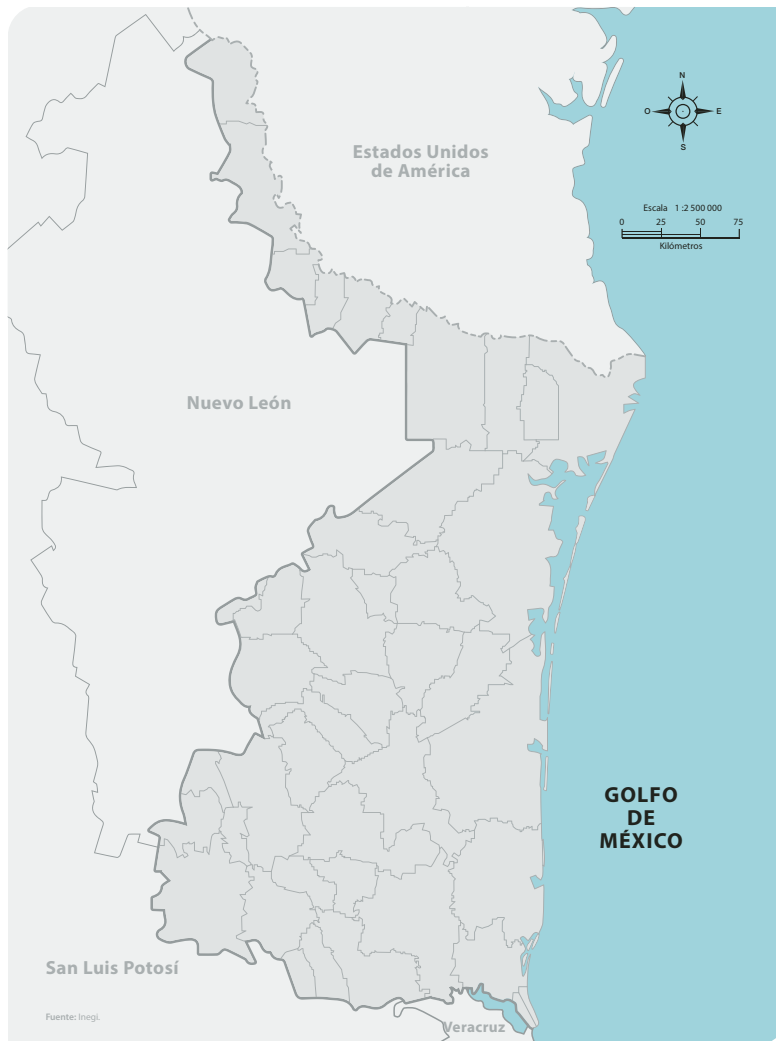 N
O
E
S
Estados Unidos
de América
Escala 1 :2 500 000
0 25 50 75
Kilómetros
Nuevo León
GOLFO
DE
MÉXICO
San Luis Potosí
Fuente: Inegi.
Veracruz